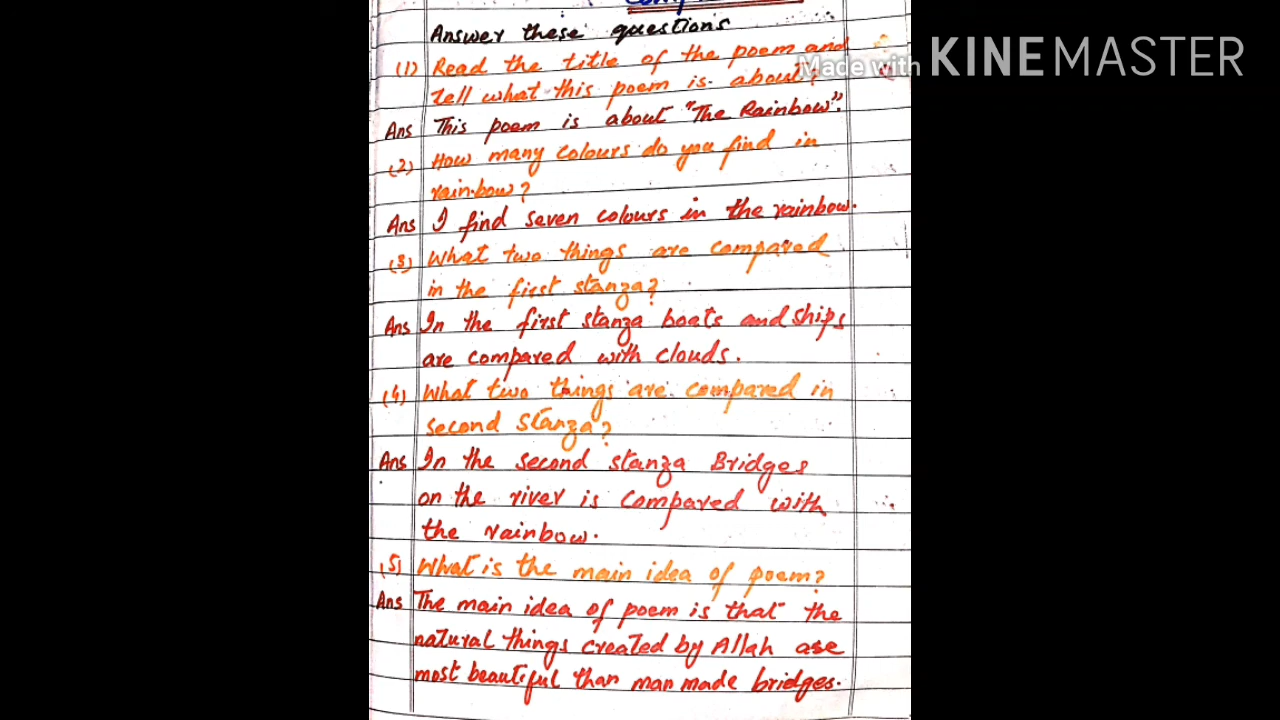 Answer these questions
(1) Read the title of the poem and
tell what this poem is about?
Made with KINEMASTER
Ans This poem is about "The Rainbow".
(2) How many colours do you find in
rainbow?
Ans I find seven colours in the rainbow.
(3) What two things are compared
in the first stanza?
Ans In the first stanza boats and ships
are compared with clouds.
(4) What two things are compared in
second stanza?
Ans In the second stanza Bridges
on the river is compared with
the rainbow.
(5) What is the main idea of poem?
Ans The main idea of poem is that the
natural things created by Allah are
most beautiful than man made bridges.